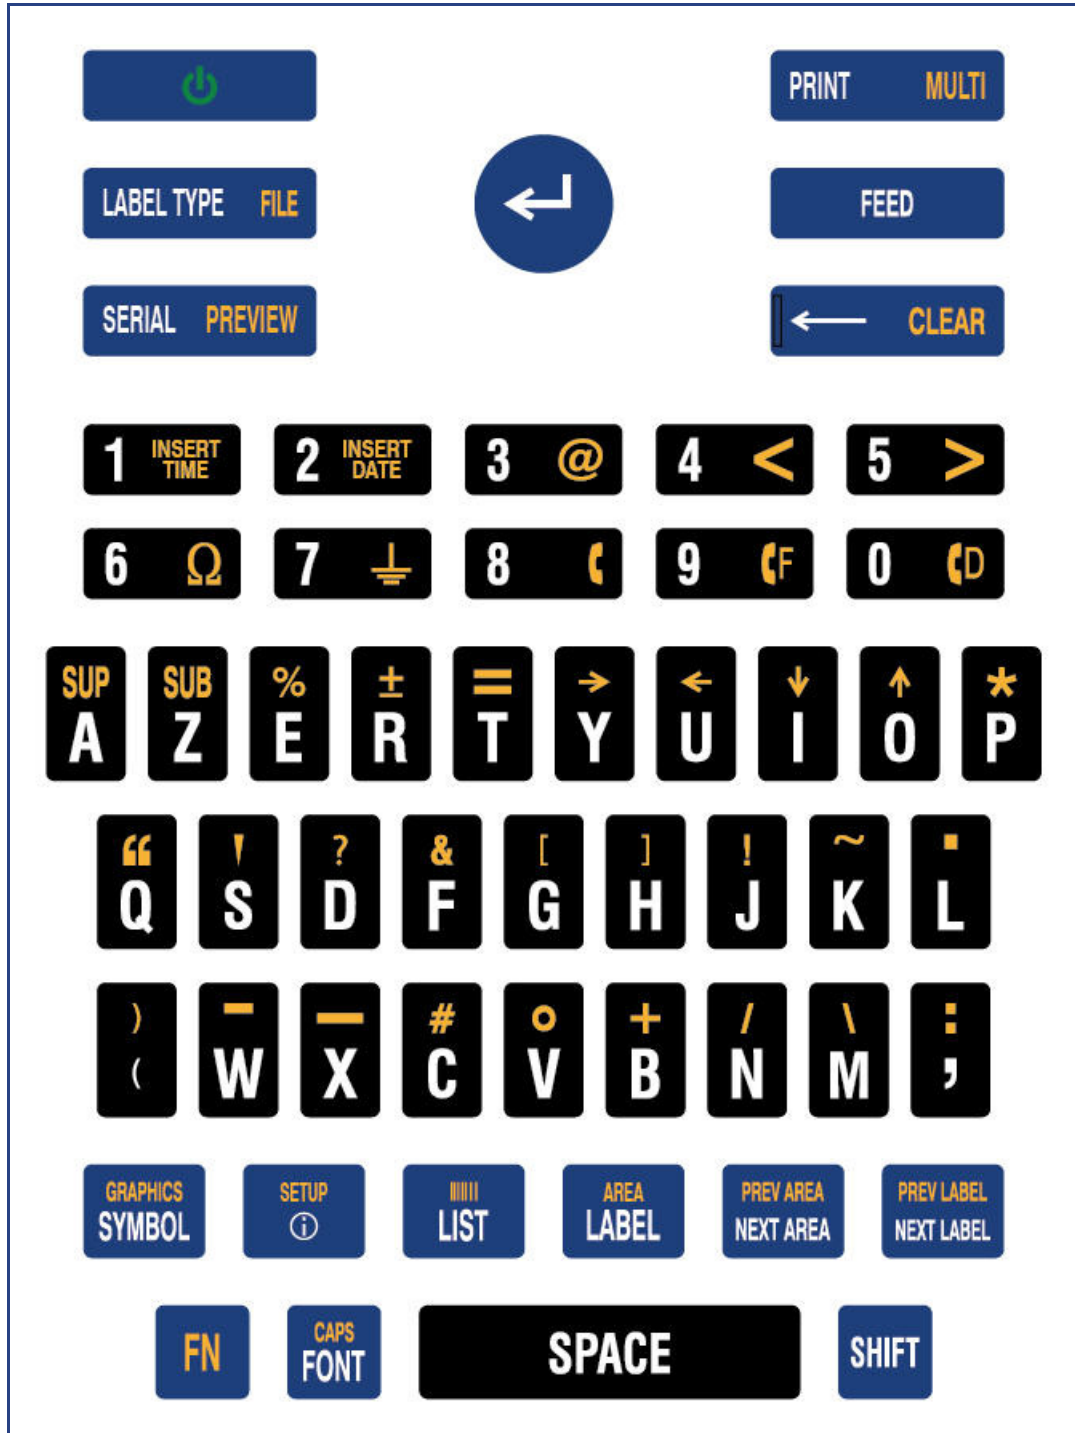 PRINT MULTI
LABEL TYPE FILE
FEED
SERIAL PREVIEW
← CLEAR
1 INSERT TIME 2 INSERT DATE 3 @ 4 < 5 >
6 Ω 7 ⏚ 8 9 F 0 D
SUP SUB % ± = → ← ↓ ↑ *
A Z E R T Y U I O P
“ ' ? & [ ] ! ~ .
Q S D F G H J K L
) - — # ° + / \ :
( W X C V B N M ,
GRAPHICS SETUP AREA PREV AREA PREV LABEL
SYMBOL ⓘ LIST LABEL NEXT AREA NEXT LABEL
CAPS
FN FONT SPACE SHIFT